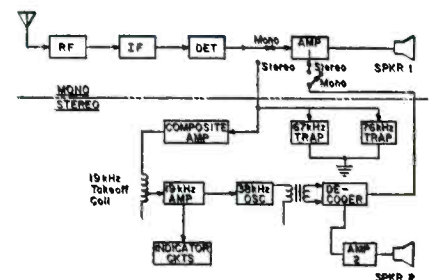 RF
IF
DET
Mono
AMP
SPKR 1
Stereo
Stereo
Mono
MONO
STEREO
COMPOSITE
AMP
67kHz
TRAP
76kHz
TRAP
19kHz
Takeoff
Coil
19kHz
AMP
38kHz
OSC
DE-
CODER
INDICATOR
CKTS
AMP
2
SPKR 2